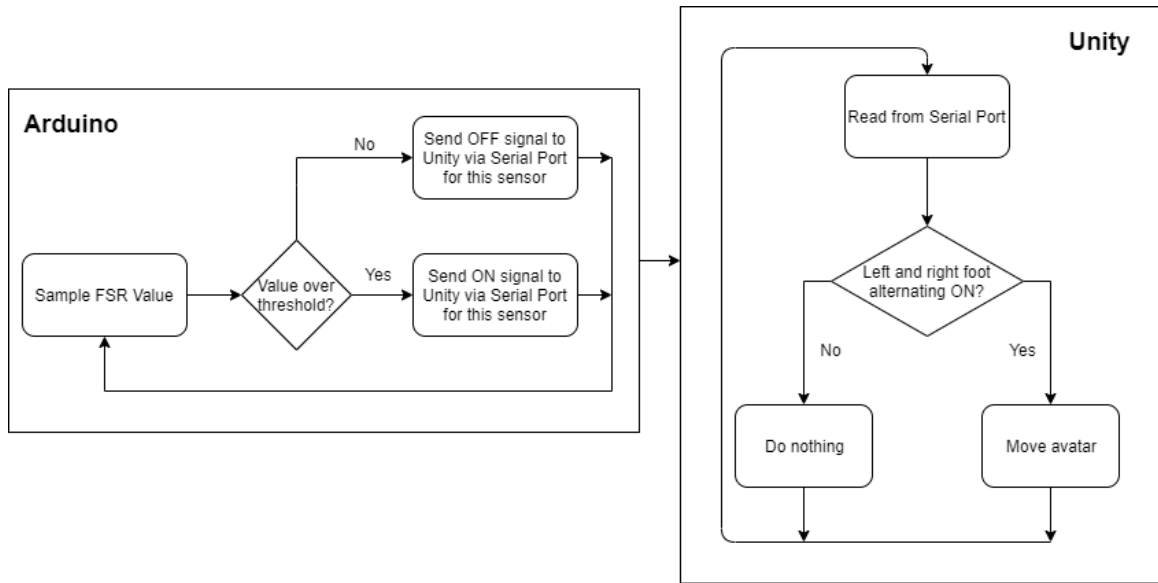 Arduino
Sample FSR Value
Value over
threshold?
No
Send OFF signal to
Unity via Serial Port
for this sensor
Yes
Send ON signal to
Unity via Serial Port
for this sensor
Unity
Read from Serial Port
Left and right foot
alternating ON?
No
Yes
Do nothing
Move avatar